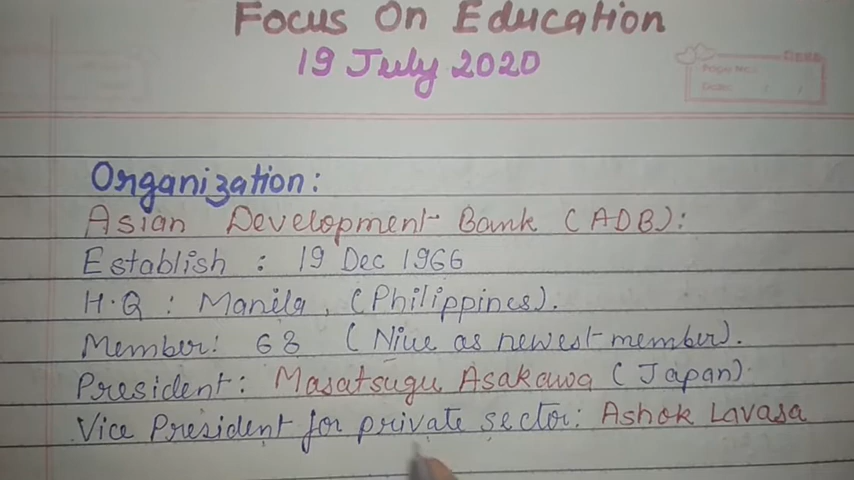 Focus On Education
19 July 2020
Organization:
Asian Development Bank (ADB):
Establish : 19 Dec 1966
H.Q : Manila, (Philippines).
Member: 68 (Niue as newest member).
President: Masatsugu Asakawa (Japan)
Vice President for private sector: Ashok Lavasa